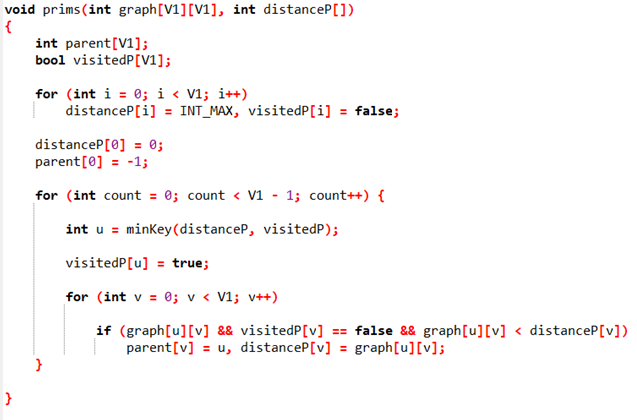 void prims(int graph[V1][V1], int distanceP[])
{
    int parent[V1];
    bool visitedP[V1];
    for (int i = 0; i < V1; i++)
        distanceP[i] = INT_MAX, visitedP[i] = false;
    distanceP[0] = 0;
    parent[0] = -1;
    for (int count = 0; count < V1 - 1; count++) {
        int u = minKey(distanceP, visitedP);
        visitedP[u] = true;
        for (int v = 0; v < V1; v++)
            if (graph[u][v] && visitedP[v] == false && graph[u][v] < distanceP[v])
                parent[v] = u, distanceP[v] = graph[u][v];
    }
}